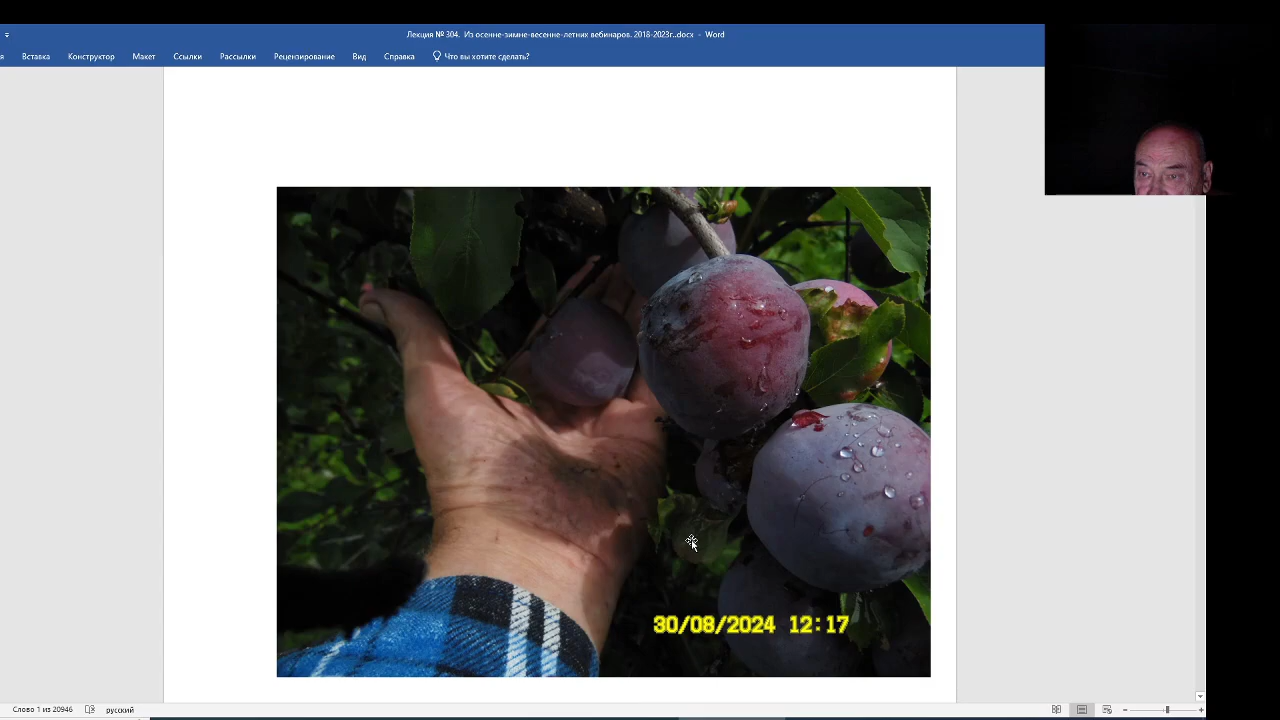 Лекция № 304. Из осенне-зимне-весенне-летних вебинаров. 2018-2023г..docx - Word
я Вставка Конструктор Макет Ссылки Рассылки Рецензирование Вид Справка Что вы хотите сделать?
30/08/2024 12:17
Слово 1 из 20946 русский